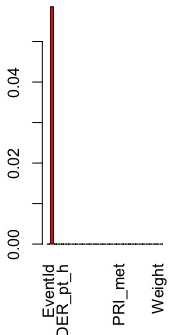 0.04
0.02
0.00
EventId
DER_pt_h
PRI_met
Weight